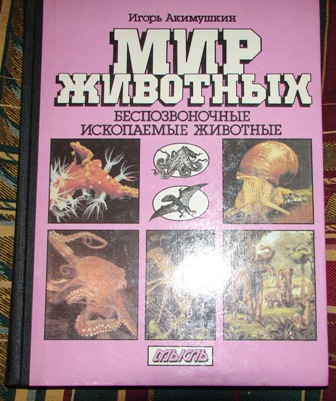 Игорь Акимушкин
МИР
ЖИВОТНЫХ
БЕСПОЗВОНОЧНЫЕ
ИСКОПАЕМЫЕ ЖИВОТНЫЕ
МЫСЛЬ